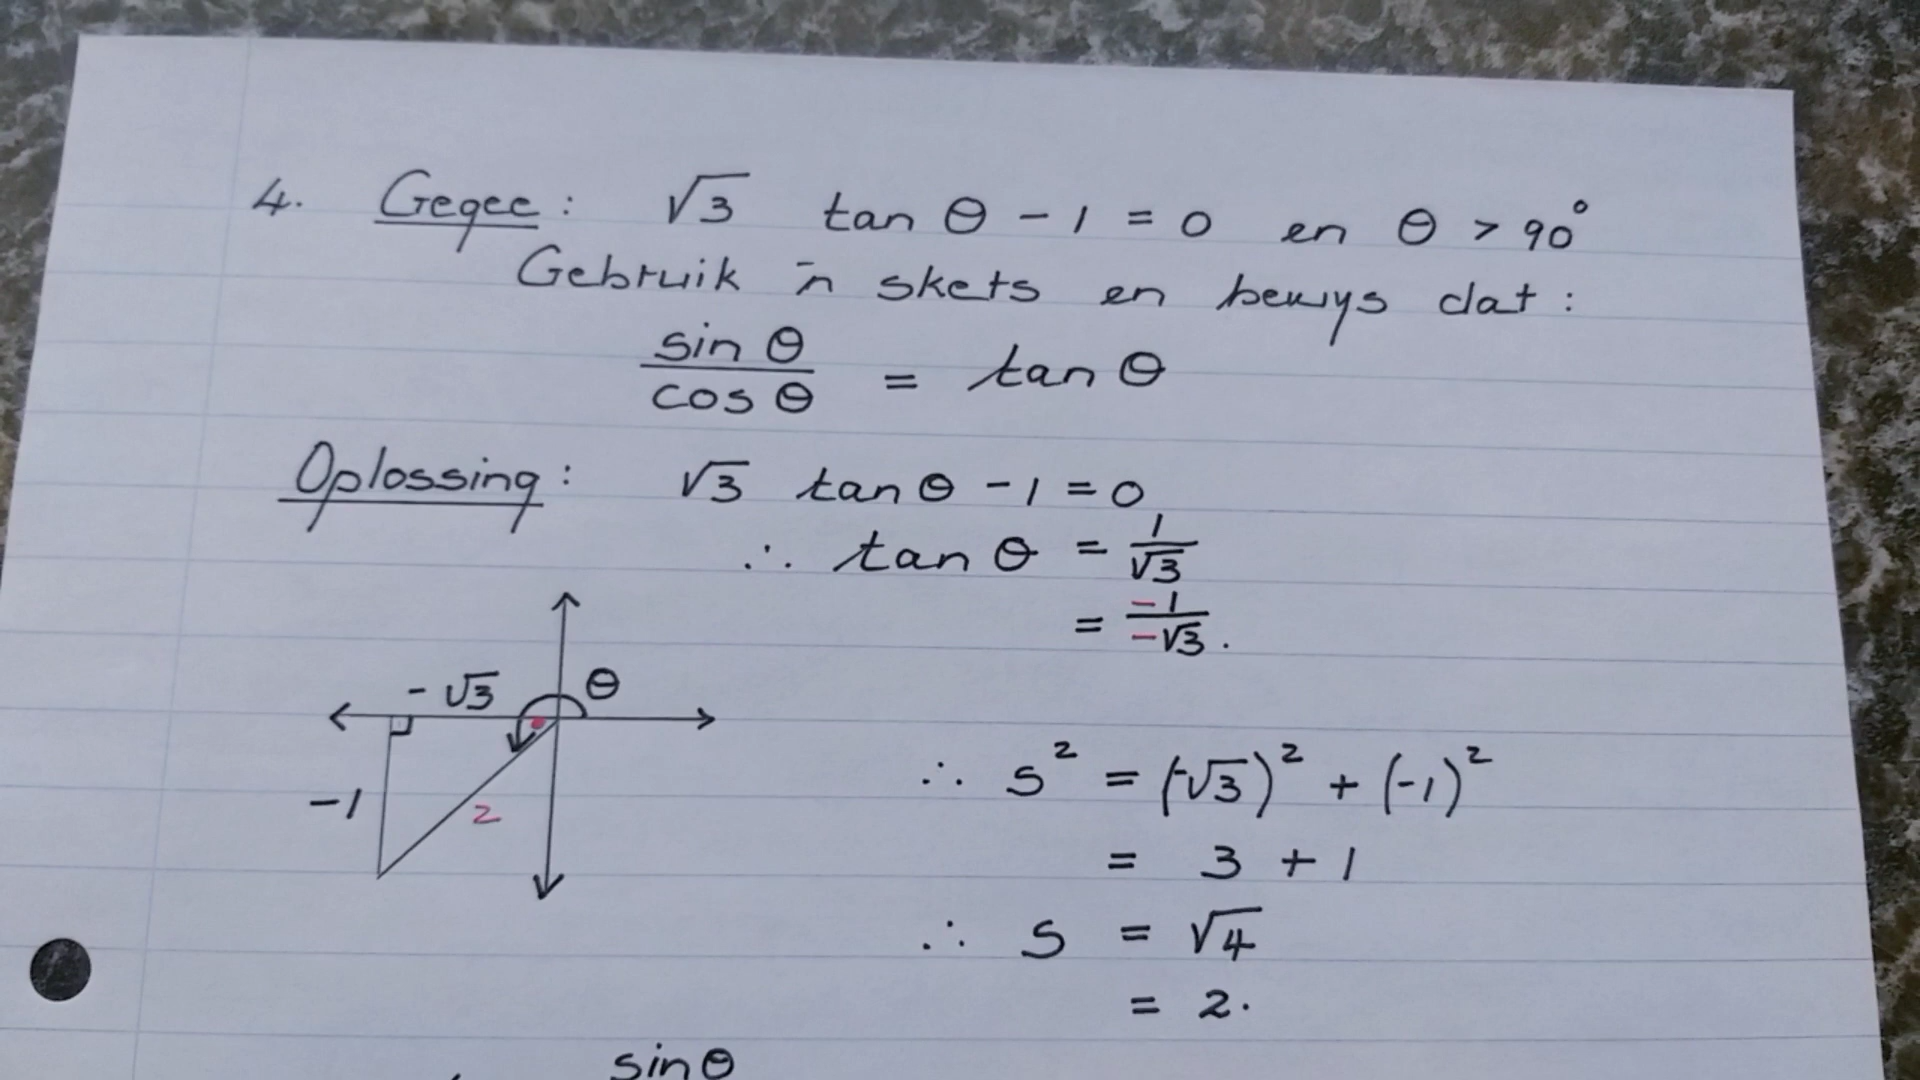 4. Gegee: √3 tan θ - 1 = 0 en θ > 90°
Gebruik 'n skets en bewys dat:
sin θ / cos θ = tan θ
Oplossing: √3 tan θ - 1 = 0
∴ tan θ = 1/√3
= -1/-√3.
-√3 θ
-1
2
∴ s² = (-√3)² + (-1)²
= 3 + 1
∴ s = √4
= 2.
sin θ